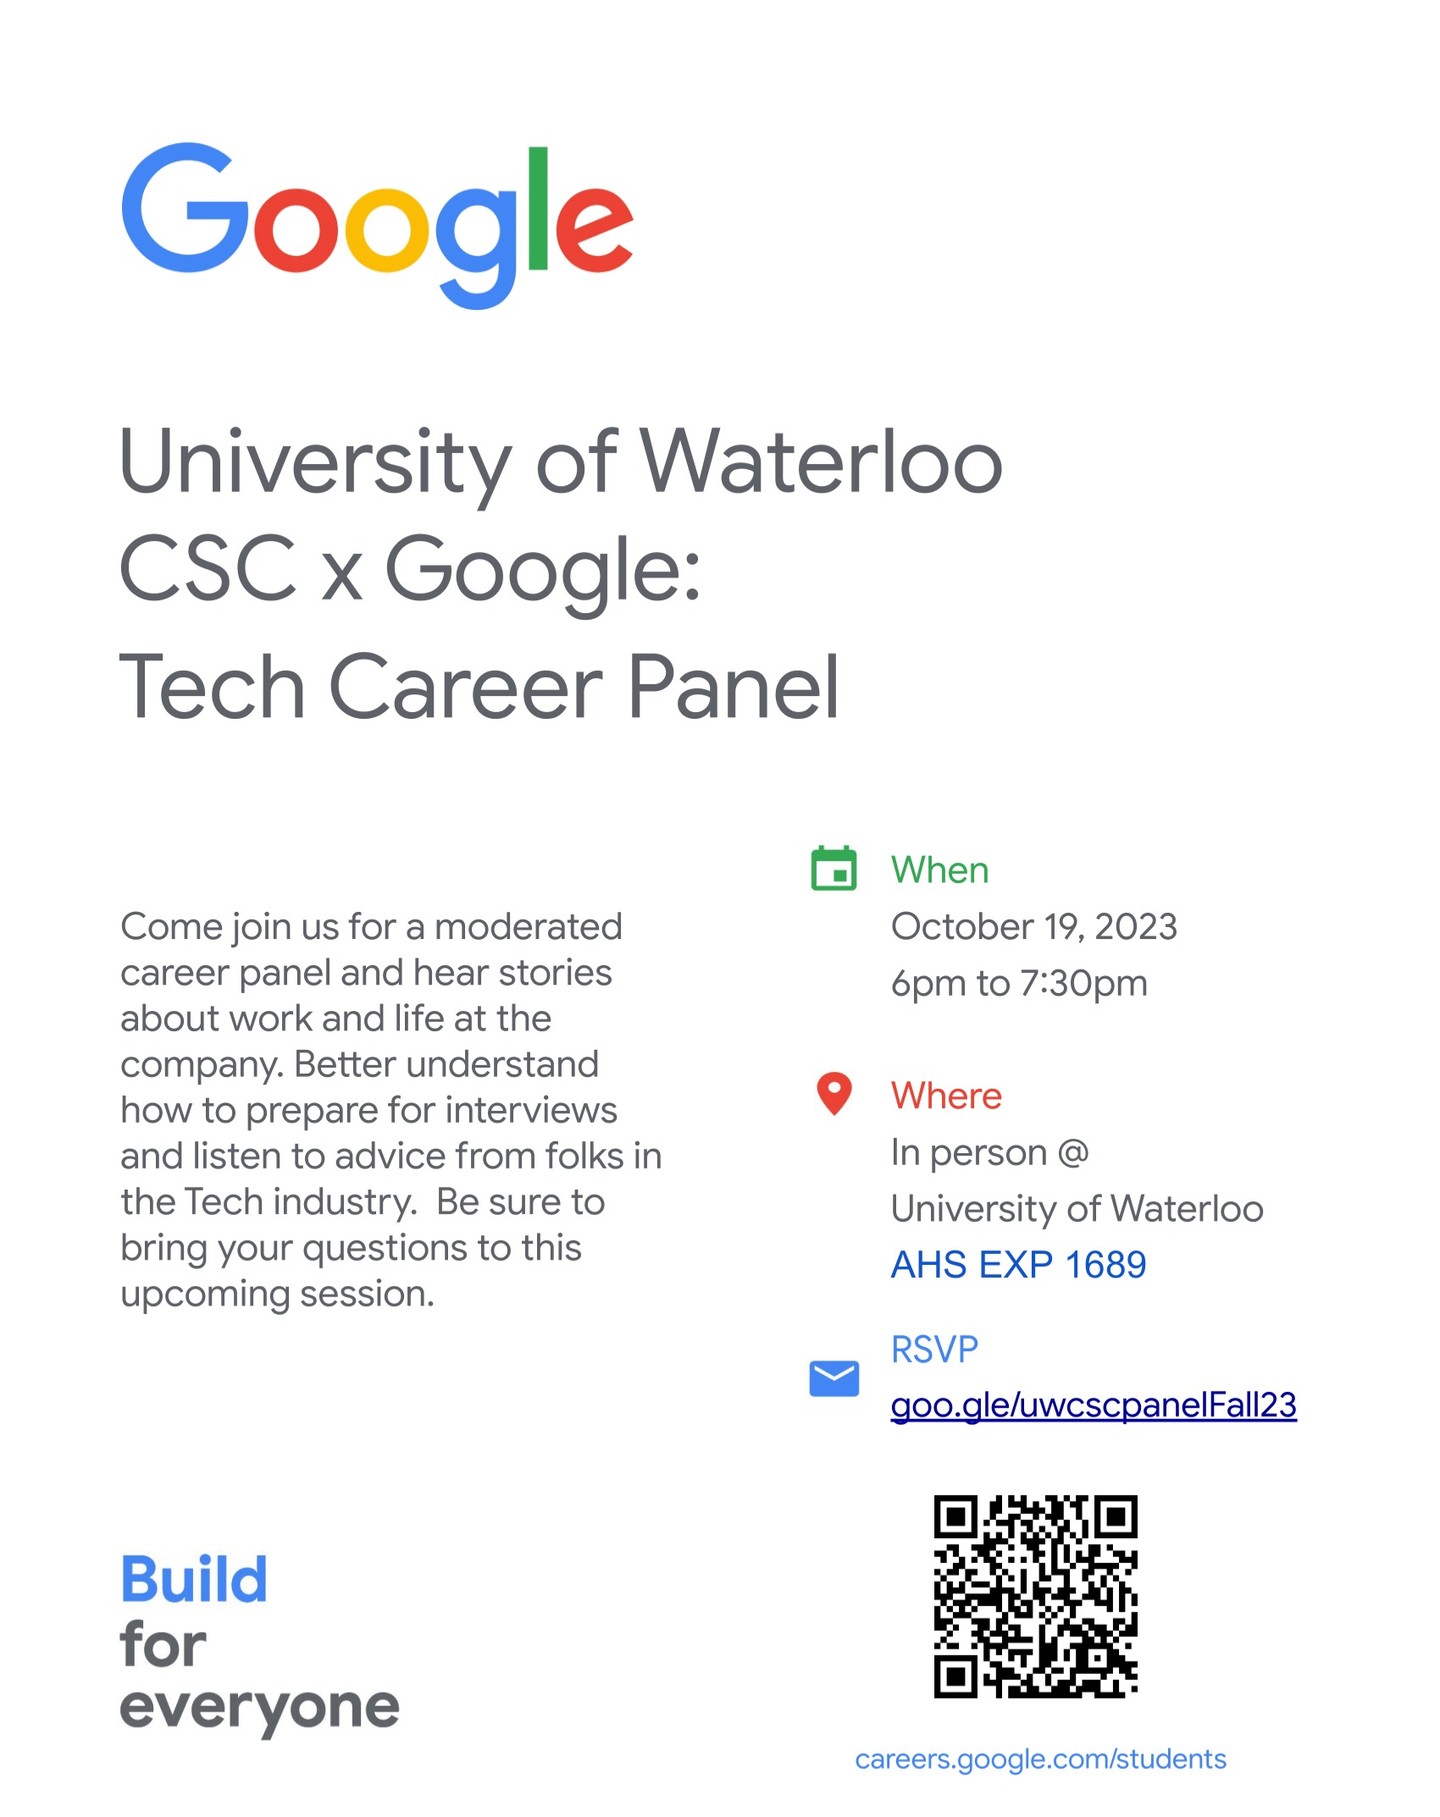 Google
University of Waterloo
CSC x Google:
Tech Career Panel
Come join us for a moderated
career panel and hear stories
about work and life at the
company. Better understand
how to prepare for interviews
and listen to advice from folks in
the Tech industry.  Be sure to
bring your questions to this
upcoming session.
When
October 19, 2023
6pm to 7:30pm
Where
In person @
University of Waterloo
AHS EXP 1689
RSVP
goo.gle/uwcscpanelFall23
Build
for
everyone
careers.google.com/students